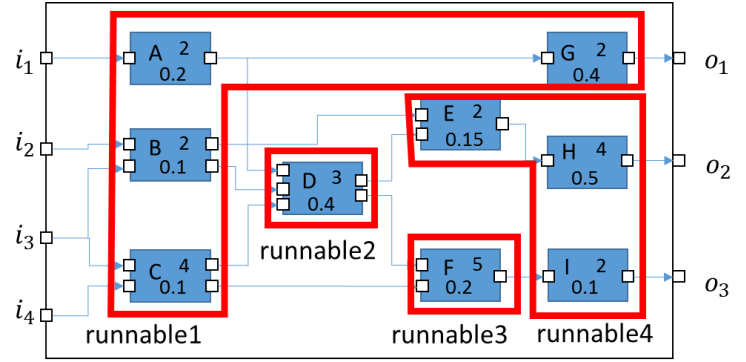 i₁
A 2
0.2
G 2
0.4
o₁
i₂
B 2
0.1
E 2
0.15
H 4
0.5
o₂
D 3
0.4
runnable2
i₃
C 4
0.1
F 5
0.2
I 2
0.1
o₃
i₄
runnable1
runnable3
runnable4